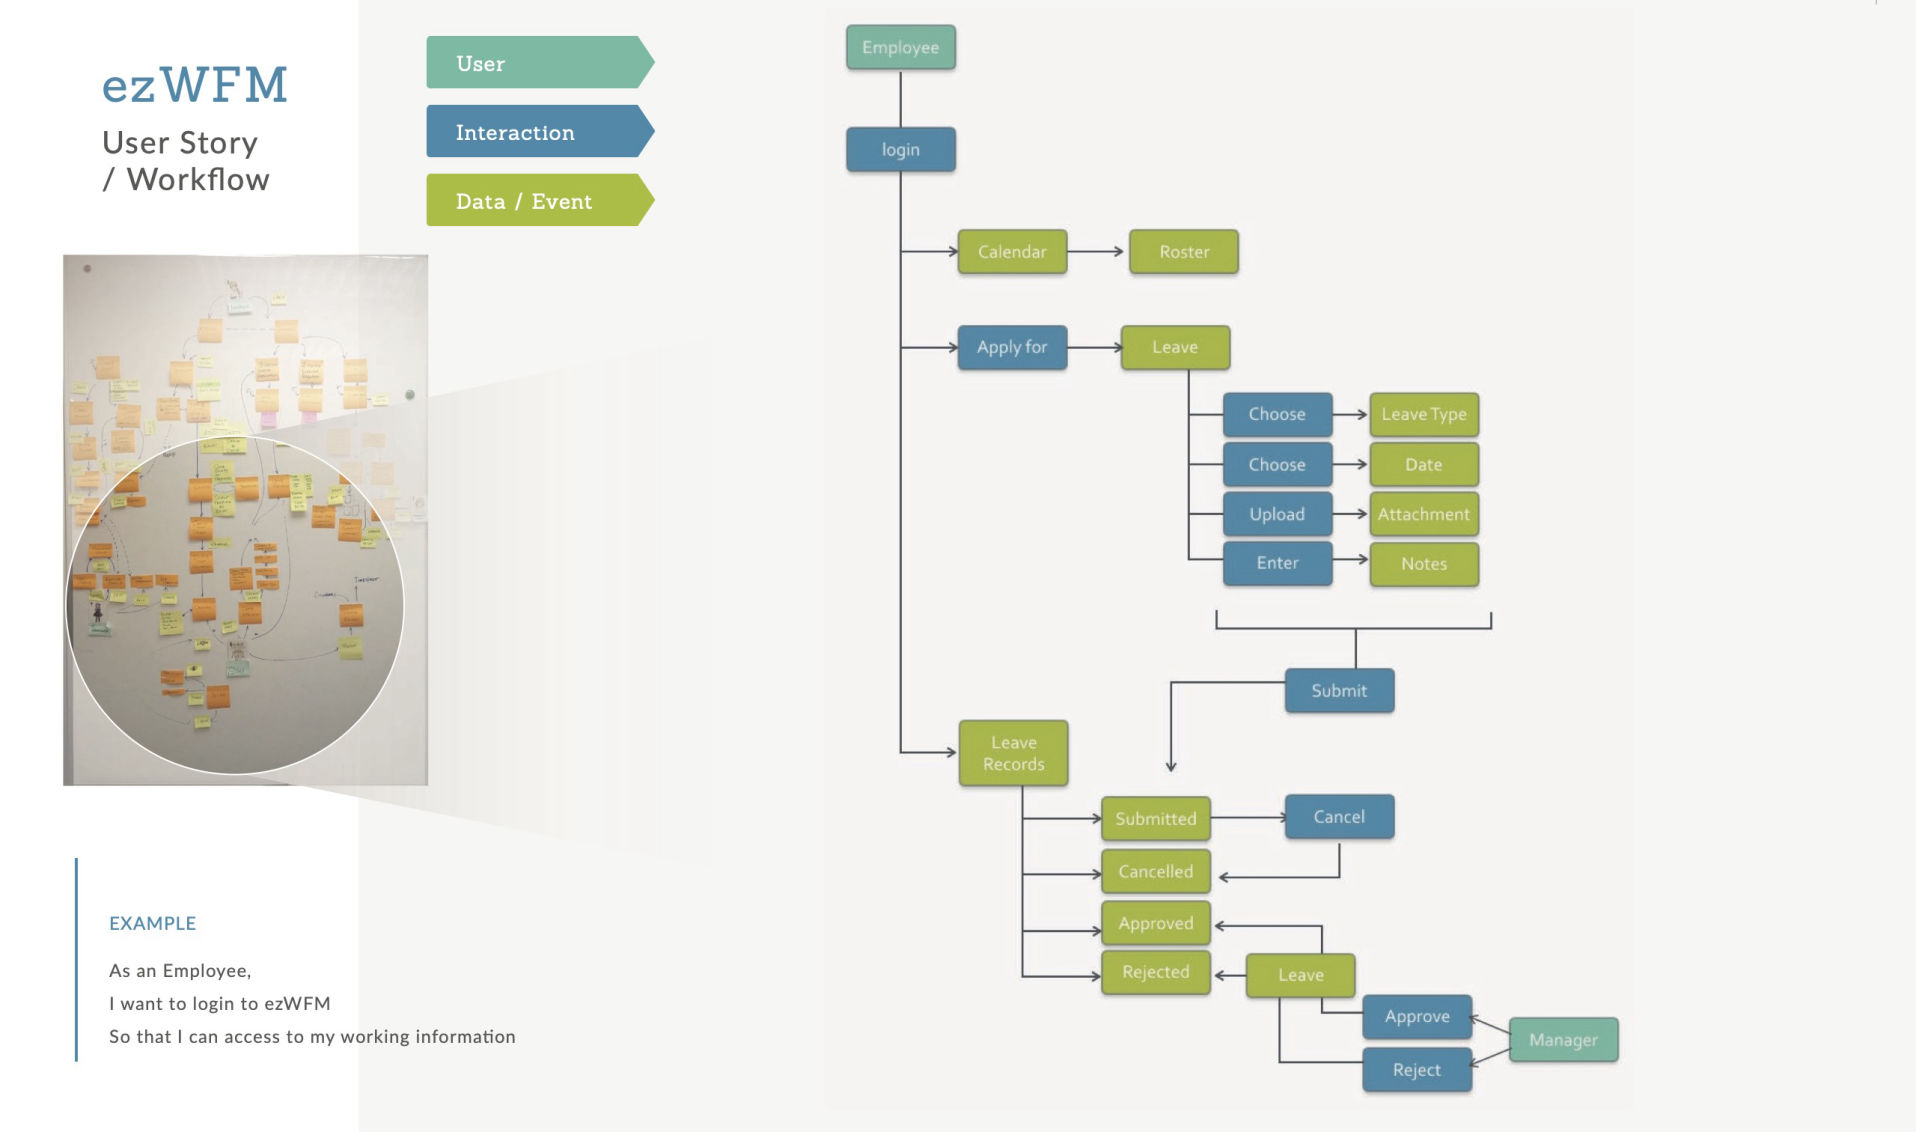 ezWFM
User Story
/ Workflow
User
Interaction
Data / Event
EXAMPLE
As an Employee,
I want to login to ezWFM
So that I can access to my working information
Employee
login
Calendar
Roster
Apply for
Leave
Choose
Leave Type
Choose
Date
Upload
Attachment
Enter
Notes
Submit
Leave
Records
Submitted
Cancel
Cancelled
Approved
Rejected
Leave
Approve
Manager
Reject